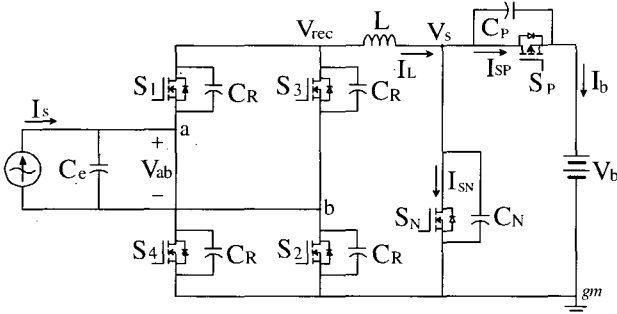 V_rec
L
V_s
C_P
I_L
I_SP
S_P
I_b
S_1
C_R
S_3
C_R
I_s
a
+
C_e
V_ab
−
b
I_SN
V_b
S_N
C_N
S_4
C_R
S_2
C_R
gm